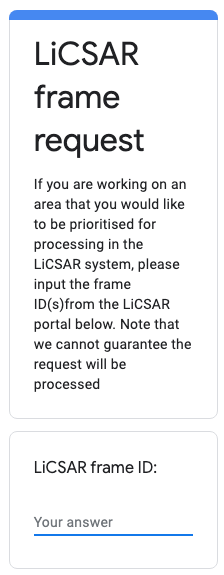 LiCSAR
frame
request
If you are working on an
area that you would like
to be prioritised for
processing in the
LiCSAR system, please
input the frame
ID(s)from the LiCSAR
portal below. Note that
we cannot guarantee the
request will be
processed
LiCSAR frame ID:
Your answer